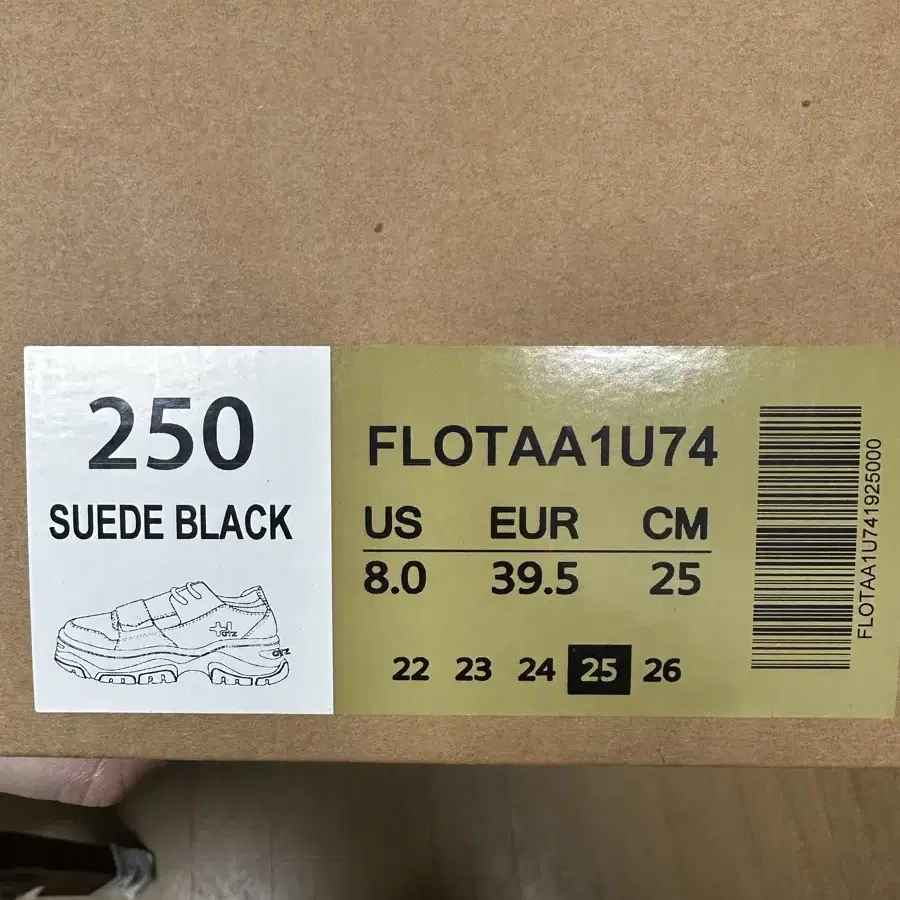 250
SUEDE BLACK
FLOTAA1U74
US EUR CM
8.0 39.5 25
22 23 24 25 26
FLOTAA1U741925000